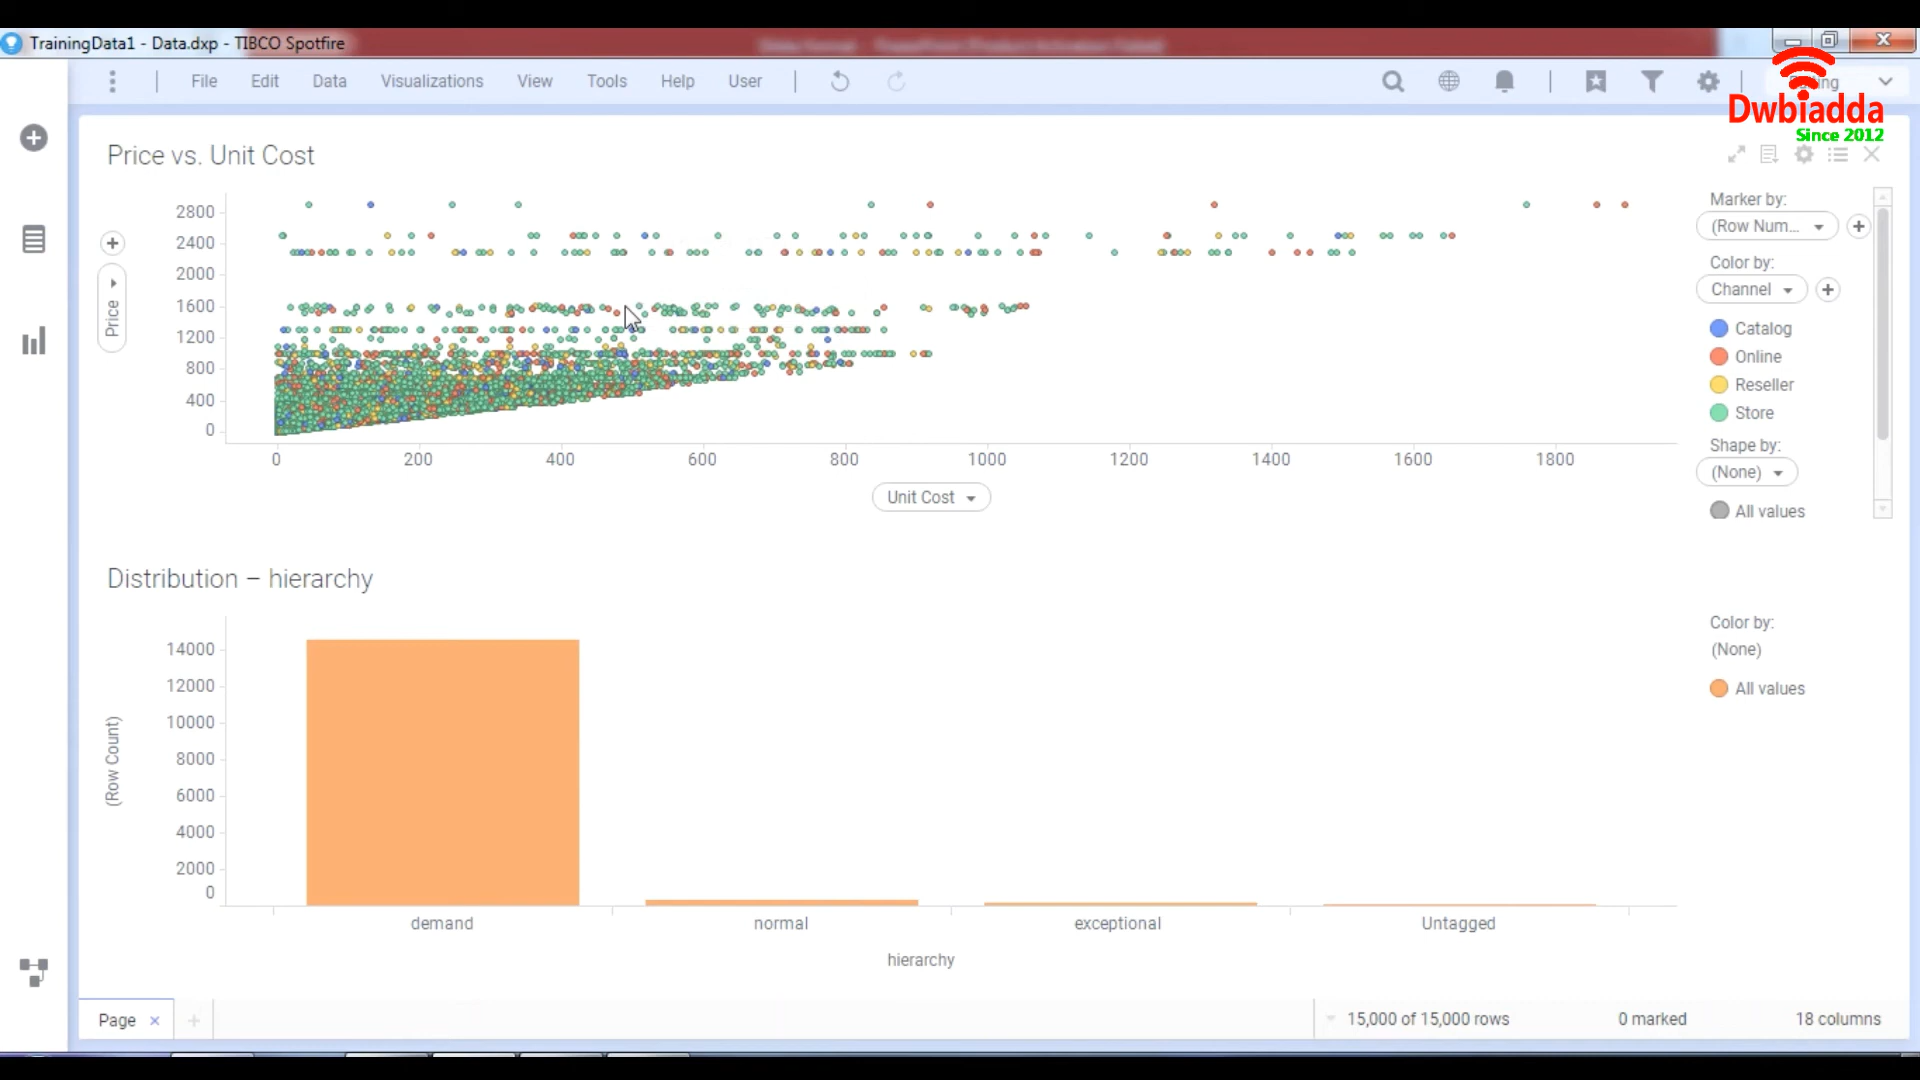 TrainingData1 - Data.dxp - TIBCO Spotfire
File Edit Data Visualizations View Tools Help User
Dwbiadda
Since 2012
Price vs. Unit Cost
Price
2800
2400
2000
1600
1200
800
400
0
0 200 400 600 800 1000 1200 1400 1600 1800
Unit Cost
Marker by:
(Row Num...
Color by:
Channel
Catalog
Online
Reseller
Store
Shape by:
(None)
All values
Distribution – hierarchy
(Row Count)
14000
12000
10000
8000
6000
4000
2000
0
demand normal exceptional Untagged
hierarchy
Color by:
(None)
All values
Page
15,000 of 15,000 rows 0 marked 18 columns